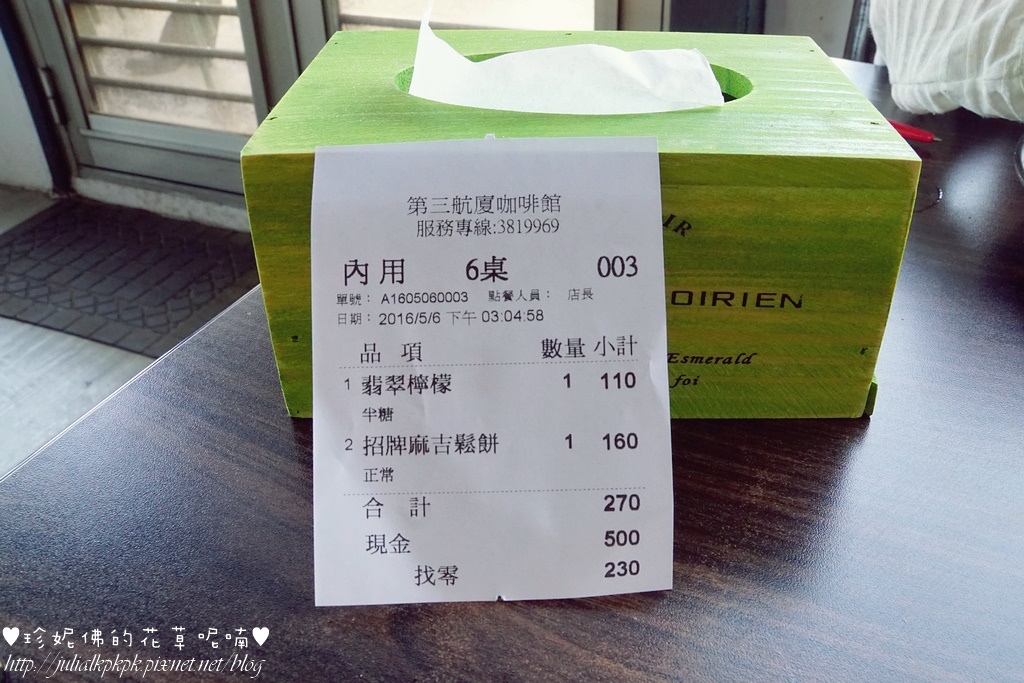 第三航廈咖啡館
服務專線:3819969
內用 6桌 003
單號： A1605060003 點餐人員： 店長
日期：2016/5/6 下午 03:04:58
品 項 數量 小計
1 翡翠檸檬 1 110
半糖
2 招牌麻吉鬆餅 1 160
正常
合 計 270
現金 500
找零 230
OIRIEN
Esmerald
foi
♥珍妮佛的花草呢喃♥
http://julialkpkpk.pixnet.net/blog